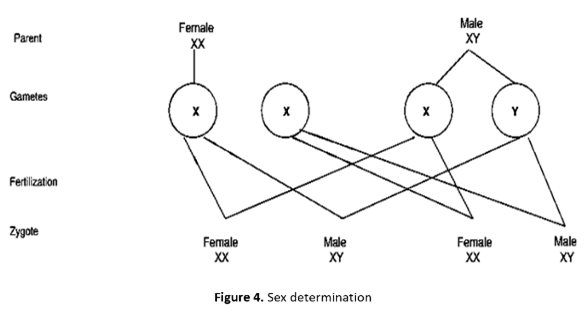 Parent
Female
XX
Male
XY
Gametes
X
X
X
Y
Fertilization
Zygote
Female
XX
Male
XY
Female
XX
Male
XY
Figure 4. Sex determination